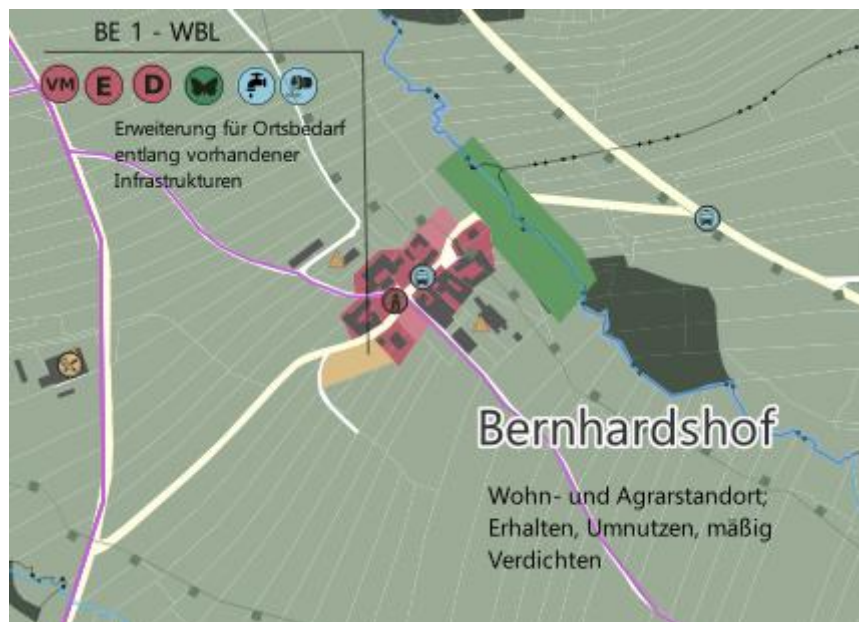 BE 1 - WBL
VM E D
Erweiterung für Ortsbedarf
entlang vorhandener
Infrastrukturen
Bernhardshof
Wohn- und Agrarstandort;
Erhalten, Umnutzen, mäßig
Verdichten